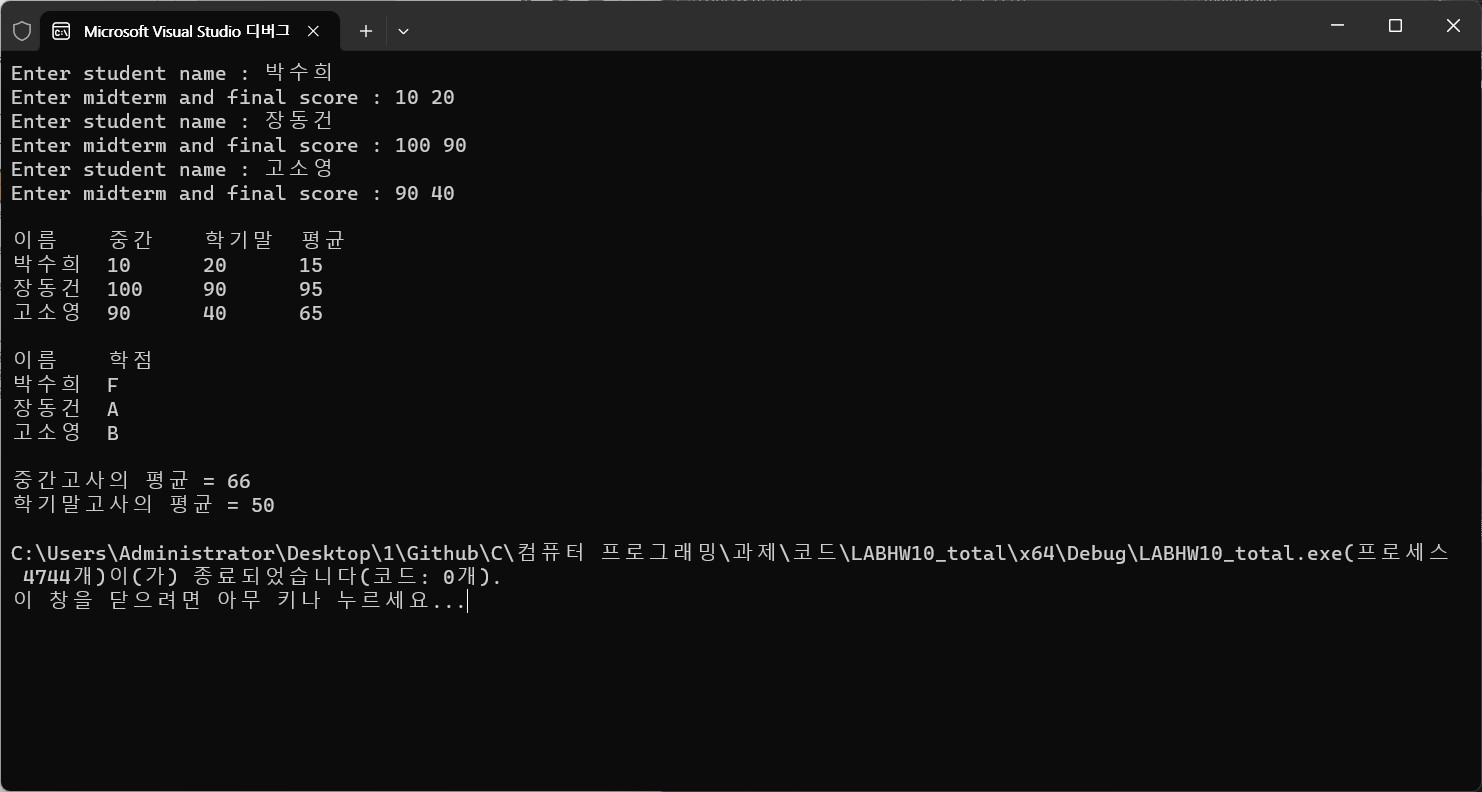 Microsoft Visual Studio 디버그
Enter student name : 박수희
Enter midterm and final score : 10 20
Enter student name : 장동건
Enter midterm and final score : 100 90
Enter student name : 고소영
Enter midterm and final score : 90 40
이름 중간 학기말 평균
박수희 10 20 15
장동건 100 90 95
고소영 90 40 65
이름 학점
박수희 F
장동건 A
고소영 B
중간고사의 평균 = 66
학기말고사의 평균 = 50
C:\Users\Administrator\Desktop\1\Github\C\컴퓨터 프로그래밍\과제\코드\LABHW10_total\x64\Debug\LABHW10_total.exe(프로세스
4744개)이(가) 종료되었습니다(코드: 0개).
이 창을 닫으려면 아무 키나 누르세요...